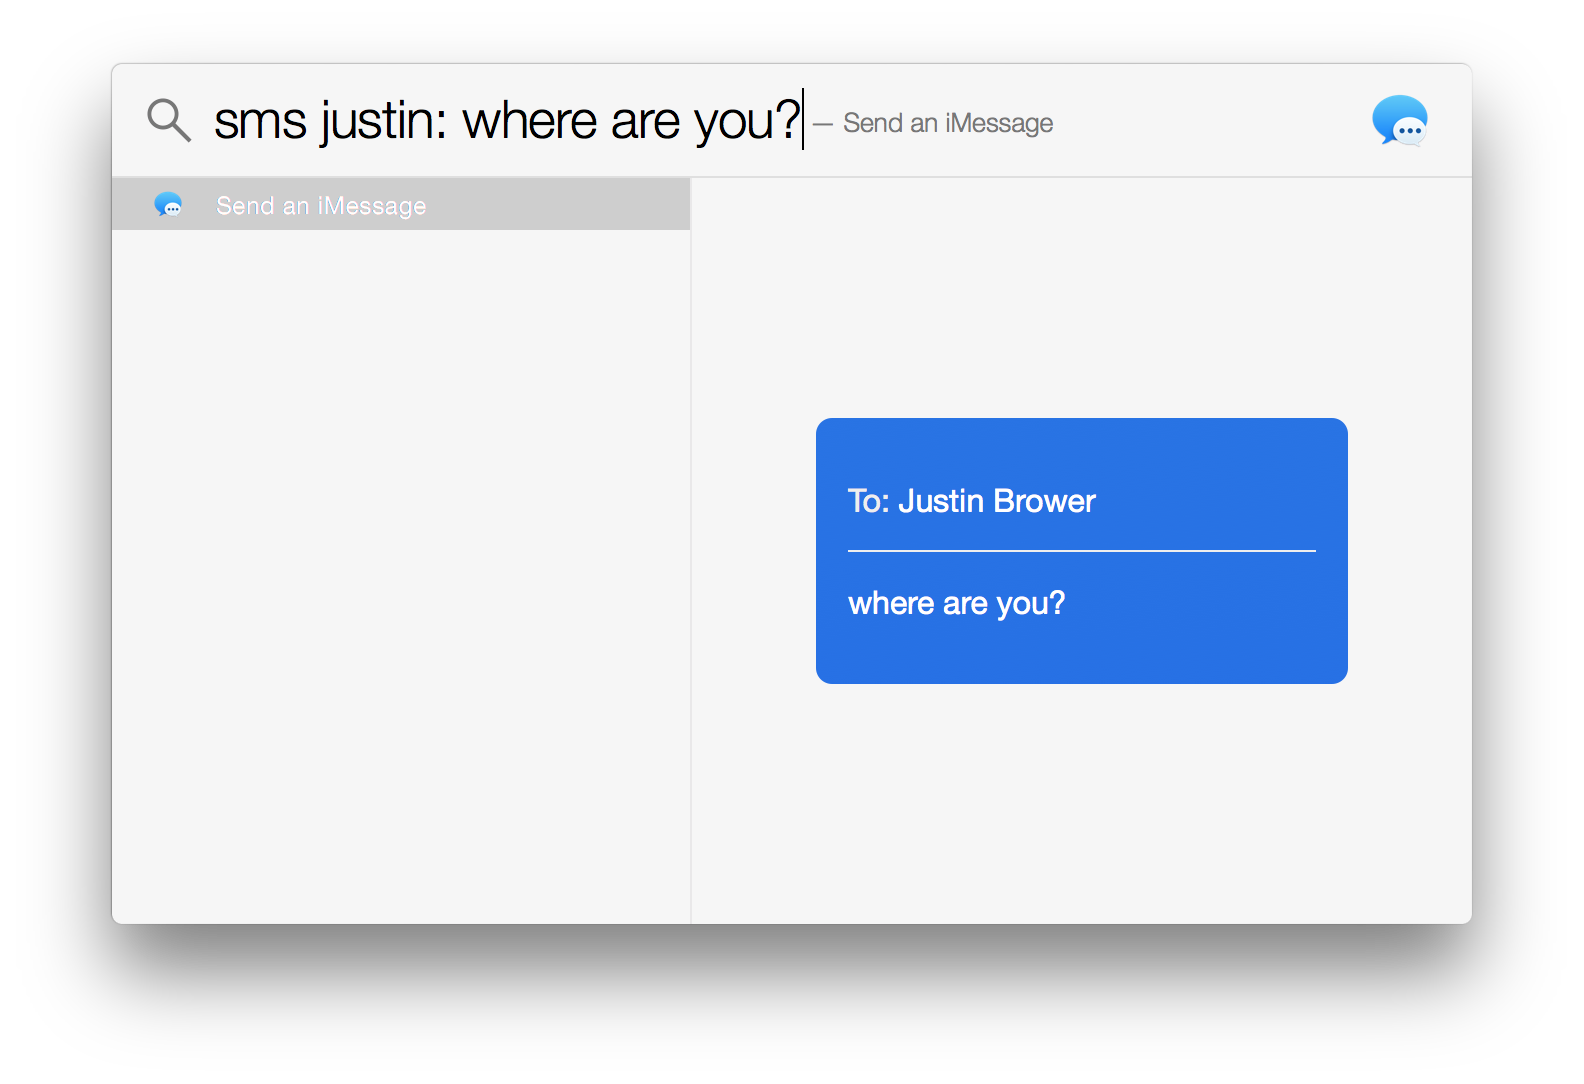 sms justin: where are you? — Send an iMessage
Send an iMessage
To: Justin Brower
where are you?